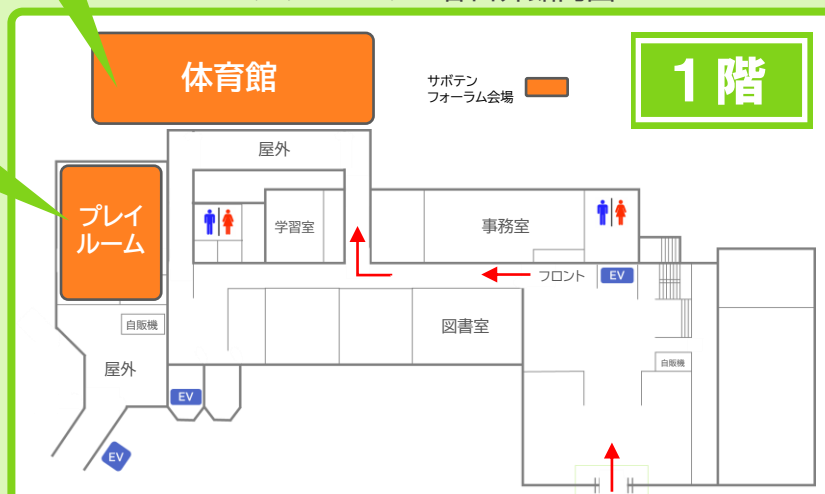 体育館
サボテン
フォーラム会場
1階
屋外
プレイ
ルーム
学習室
事務室
フロント
EV
自販機
図書室
屋外
自販機
EV
EV